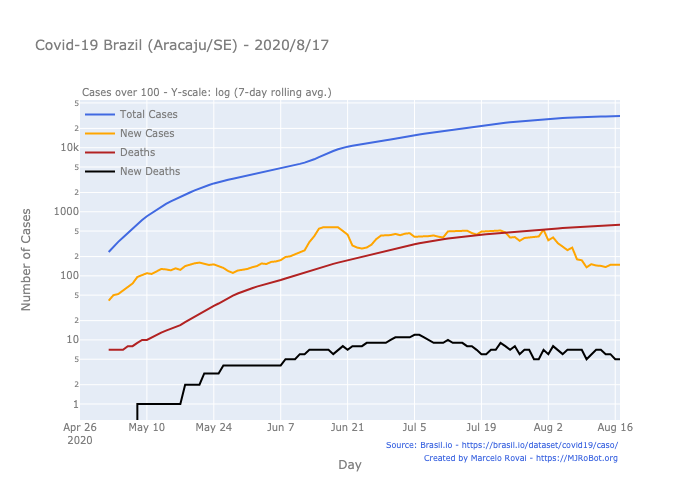 Covid-19 Brazil (Aracaju/SE) - 2020/8/17
Cases over 100 - Y-scale: log (7-day rolling avg.)
Total Cases
New Cases
Deaths
New Deaths
5
2
10k
5
2
1000
5
2
100
5
2
10
5
2
1
Number of Cases
Apr 26
2020
May 10
May 24
Jun 7
Jun 21
Jul 5
Jul 19
Aug 2
Aug 16
Day
Source: Brasil.io - https://brasil.io/dataset/covid19/caso/
Created by Marcelo Rovai - https://MJRoBot.org